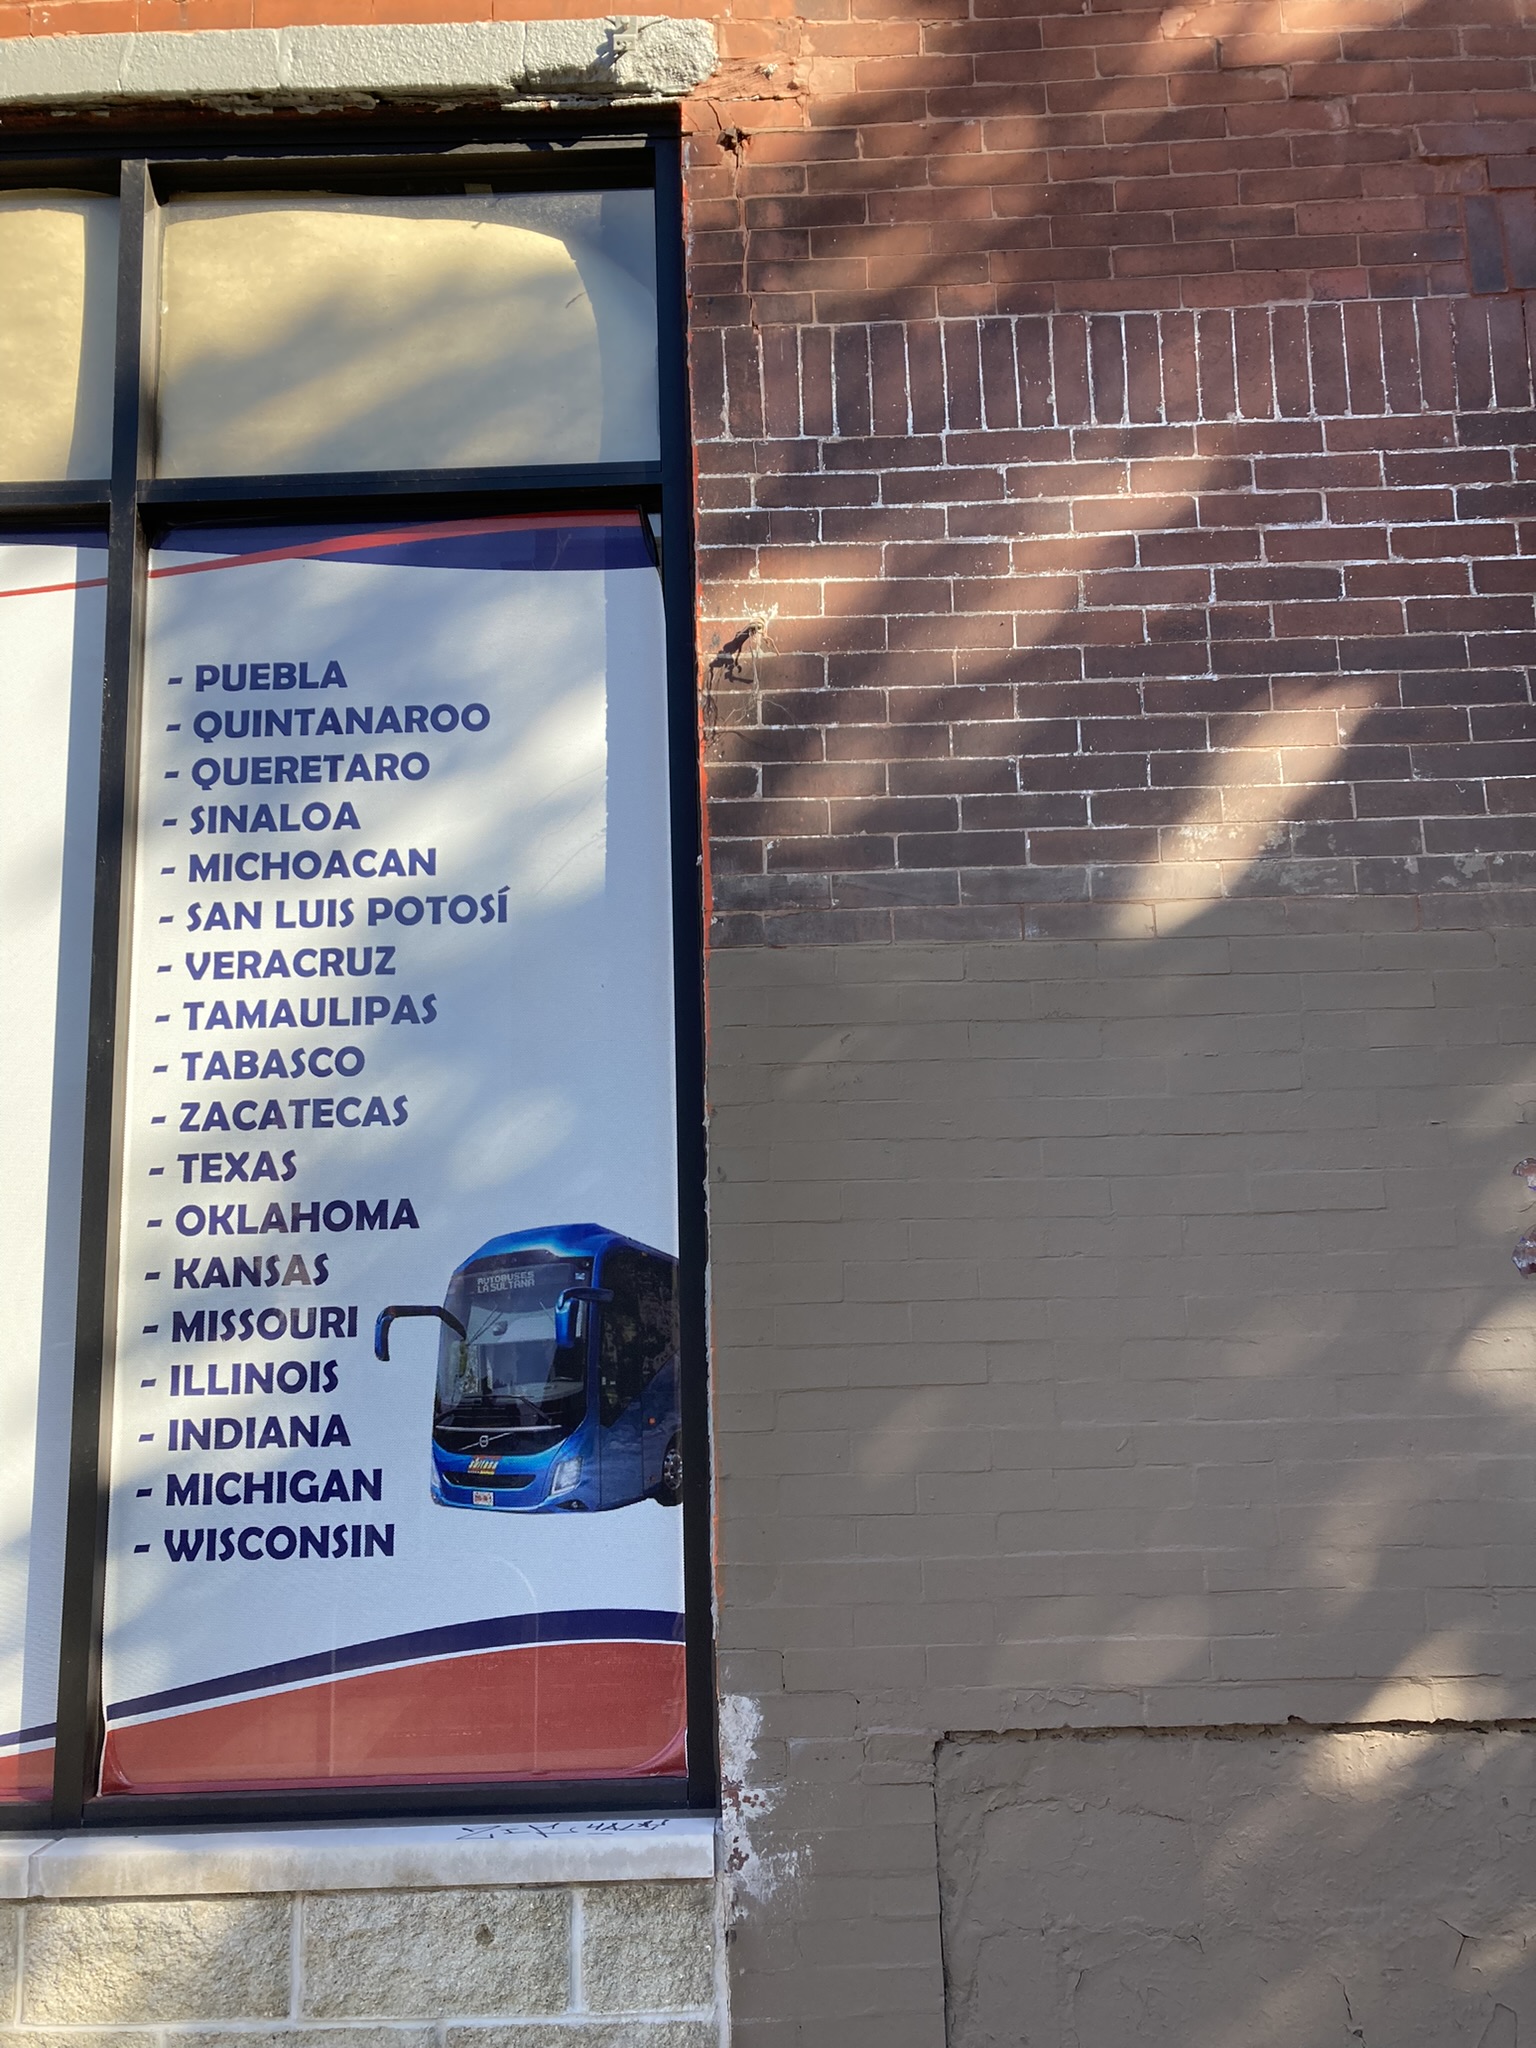 - PUEBLA
- QUINTANAROO
- QUERETARO
- SINALOA
- MICHOACAN
- SAN LUIS POTOSÍ
- VERACRUZ
- TAMAULIPAS
- TABASCO
- ZACATECAS
- TEXAS
- OKLAHOMA
- KANSAS
- MISSOURI
- ILLINOIS
- INDIANA
- MICHIGAN
- WISCONSIN
AUTOBUSES
LA SULTANA